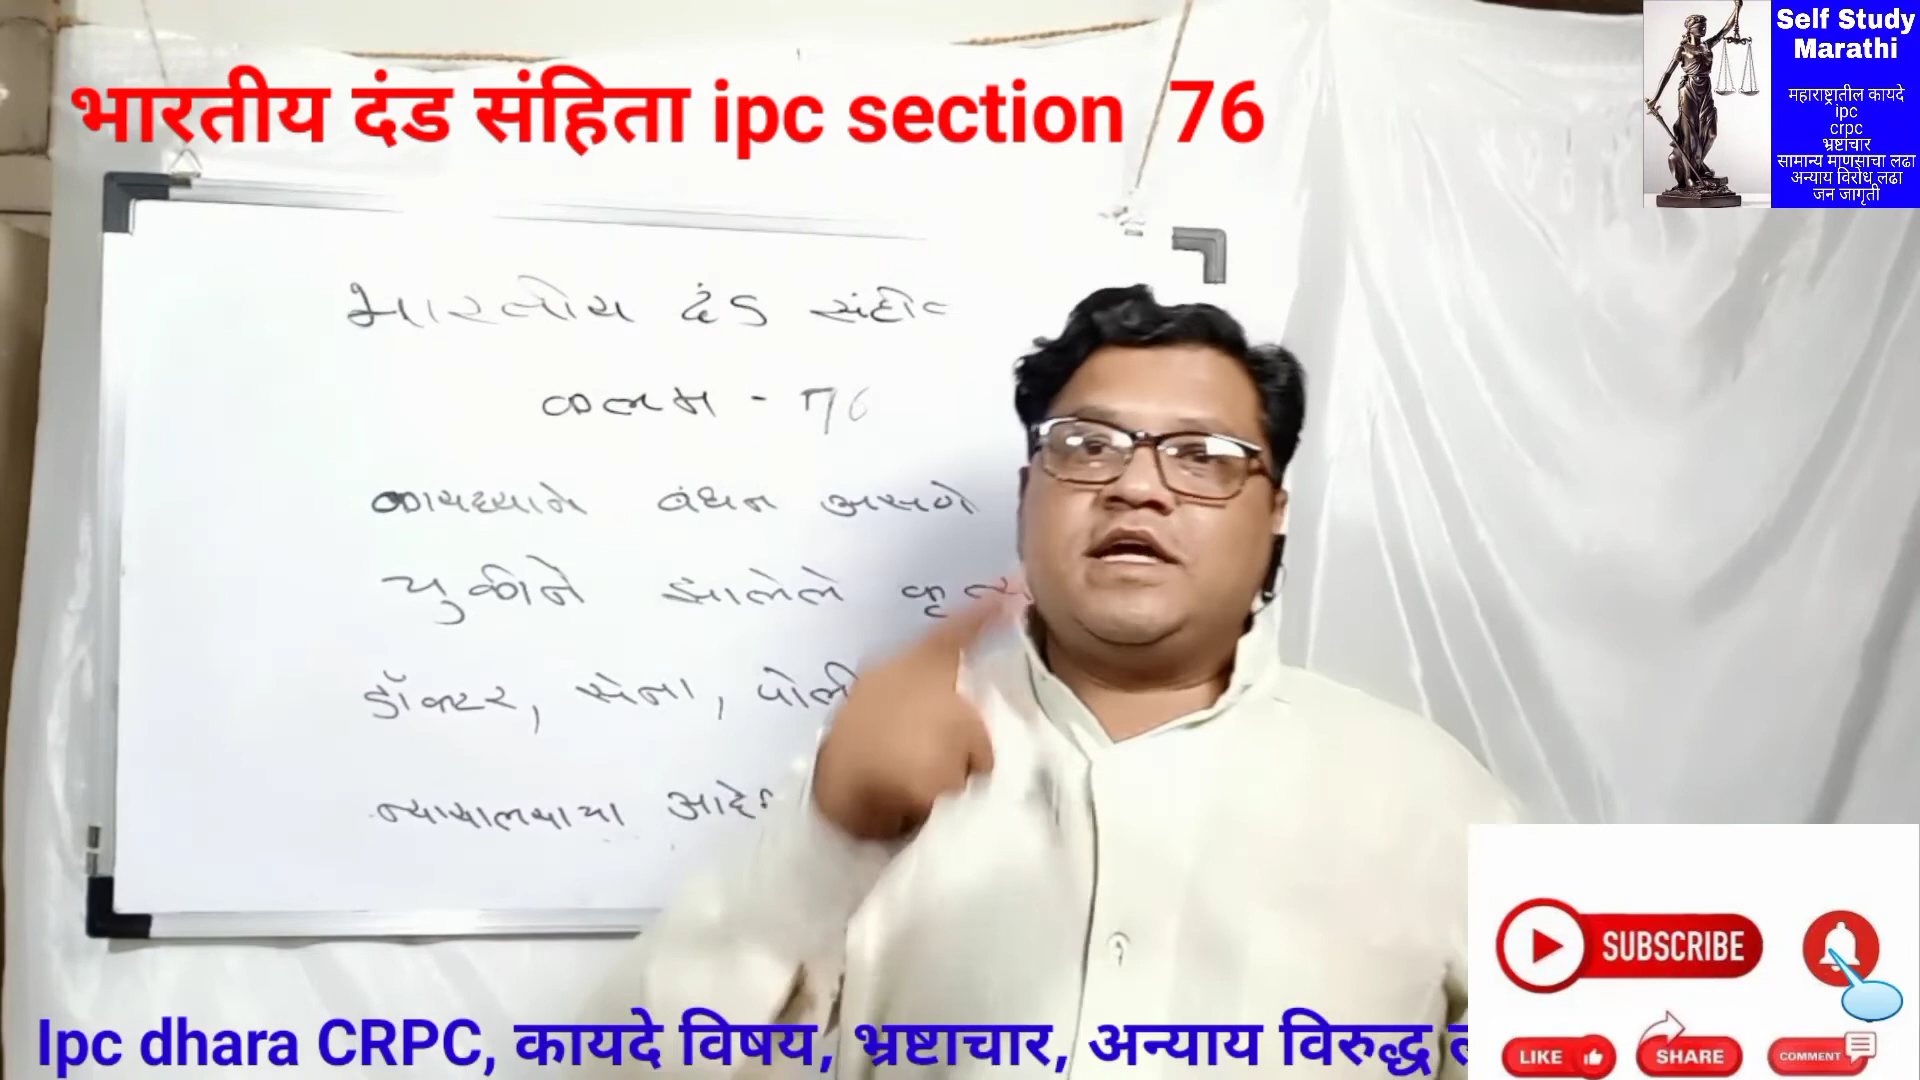 भारतीय दंड संहिता ipc section 76
Self Study
Marathi
महाराष्ट्रातील कायदे
ipc
crpc
भ्रष्टाचार
सामान्य माणसाचा लढा
अन्याय विरोध लढा
जन जागृती
भारतीय दंड संहीत
कलम - 76
कायद्याने बंधन असणे
चुकीने झालेले कृत्य
डॉक्टर, सेना, पोली
न्यायालयाचा आदे
SUBSCRIBE
LIKE SHARE COMMENT
Ipc dhara CRPC, कायदे विषय, भ्रष्टाचार, अन्याय विरुद्ध